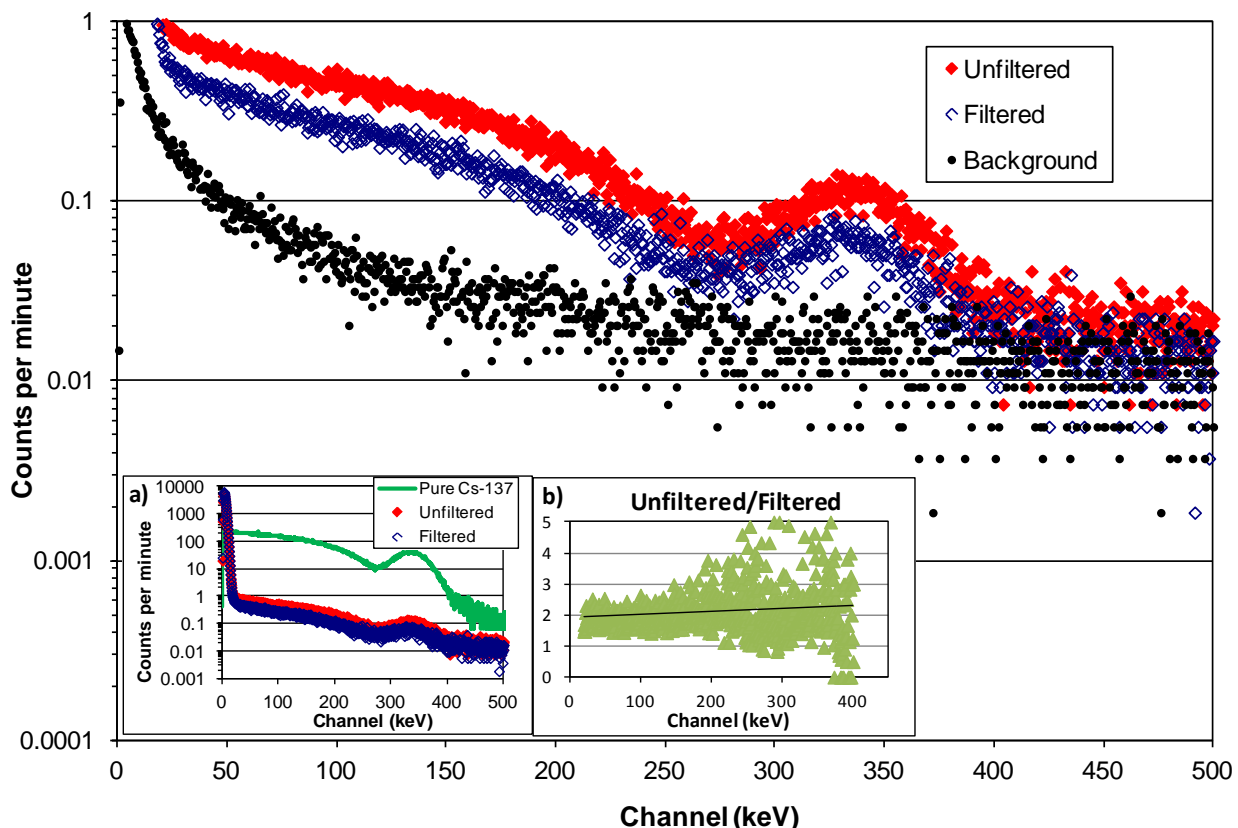 1
0.1
0.01
0.001
0.0001
Counts per minute
Unfiltered
Filtered
Background
a)
10000
1000
100
10
1
0.1
0.01
0.001
Counts per minute
Pure Cs-137
Unfiltered
Filtered
0 100 200 300 400 500
Channel (keV)
b)
Unfiltered/Filtered
5
4
3
2
1
0
0 100 200 300 400
Channel (keV)
0 50 100 150 200 250 300 350 400 450 500
Channel (keV)